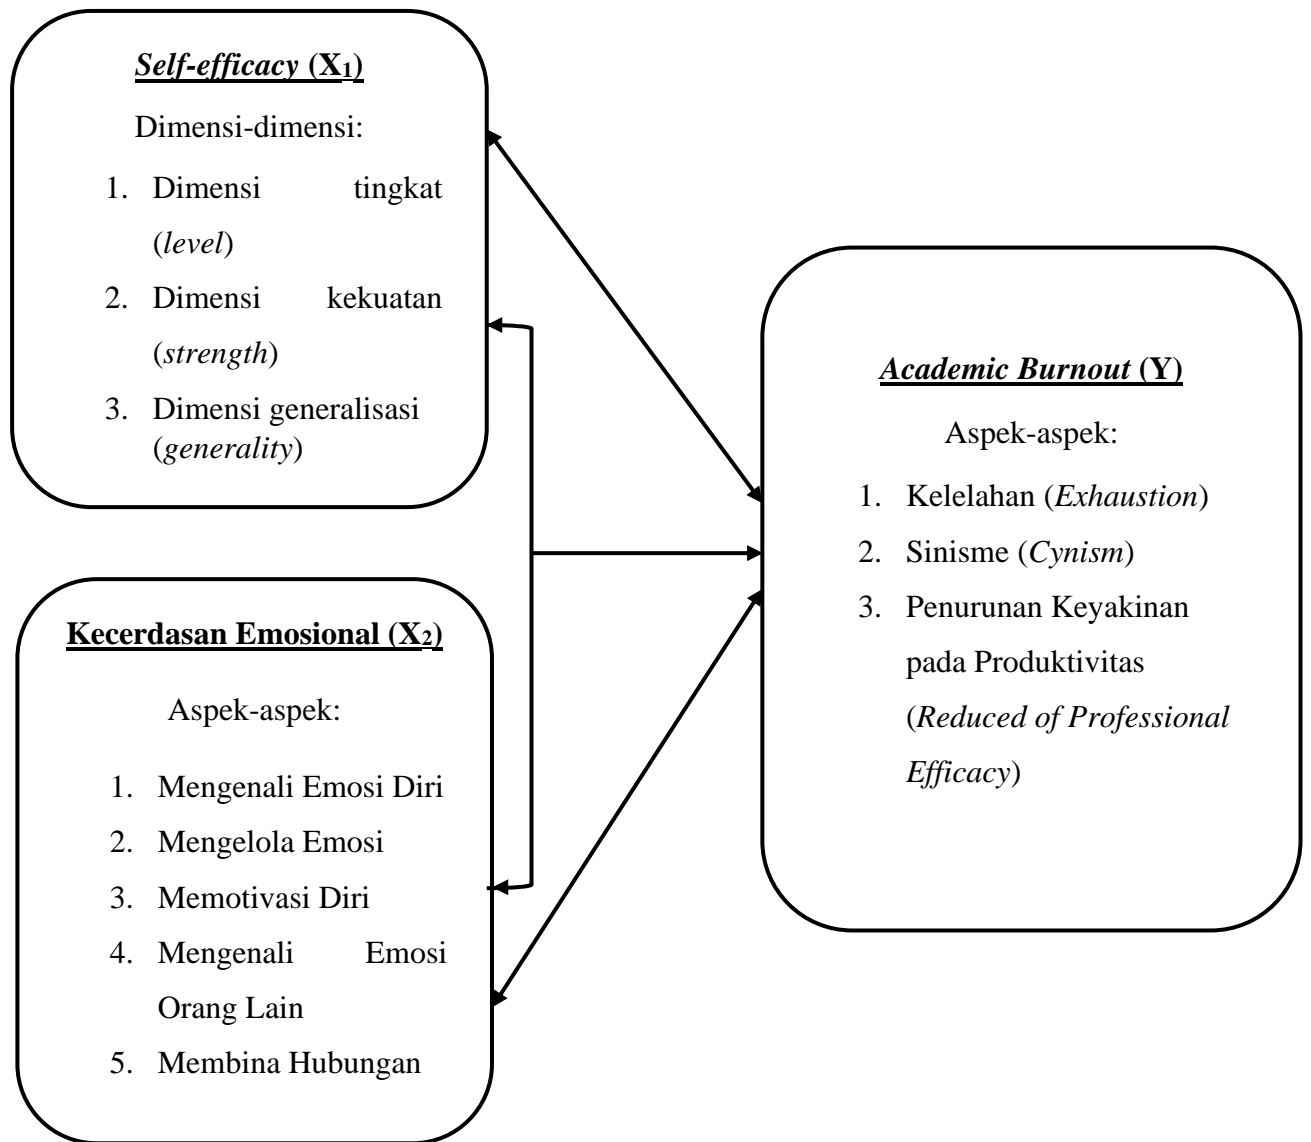 Self-efficacy (X₁)
Dimensi-dimensi:
1. Dimensi tingkat
(level)
2. Dimensi kekuatan
(strength)
3. Dimensi generalisasi
(generality)
Kecerdasan Emosional (X₂)
Aspek-aspek:
1. Mengenali Emosi Diri
2. Mengelola Emosi
3. Memotivasi Diri
4. Mengenali Emosi
Orang Lain
5. Membina Hubungan
Academic Burnout (Y)
Aspek-aspek:
1. Kelelahan (Exhaustion)
2. Sinisme (Cynism)
3. Penurunan Keyakinan
pada Produktivitas
(Reduced of Professional
Efficacy)